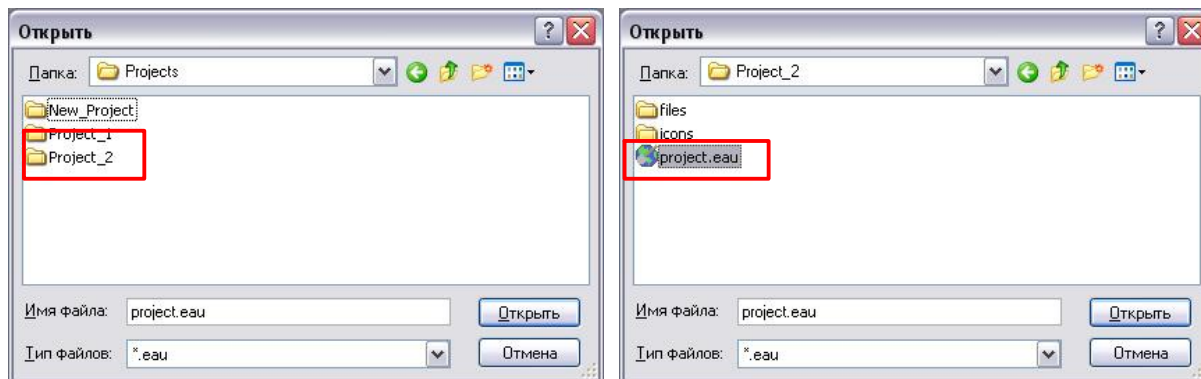 Открыть
Папка: Projects
New_Project
Project_1
Project_2
Имя файла: project.eau Открыть
Тип файлов: *.eau Отмена
Открыть
Папка: Project_2
files
icons
project.eau
Имя файла: project.eau Открыть
Тип файлов: *.eau Отмена